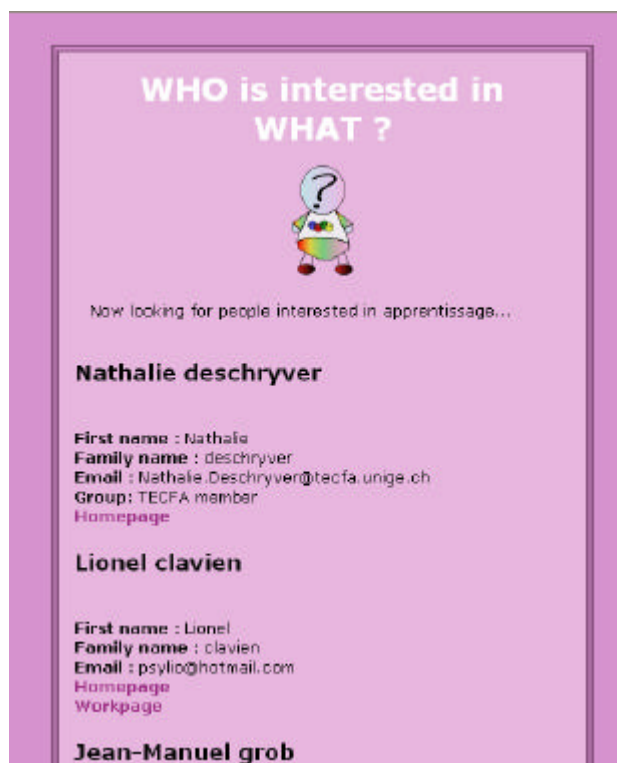 WHO is interested in
WHAT ?
?
Now looking for people interested in apprentissage...
Nathalie deschryver
First name : Nathalie
Family name : deschryver
Email : Nathalie.Deschryver@tecfa.unige.ch
Group: TECFA member
Homepage
Lionel clavien
First name : Lionel
Family name : clavien
Email : psylio@hotmail.com
Homepage
Workpage
Jean-Manuel grob